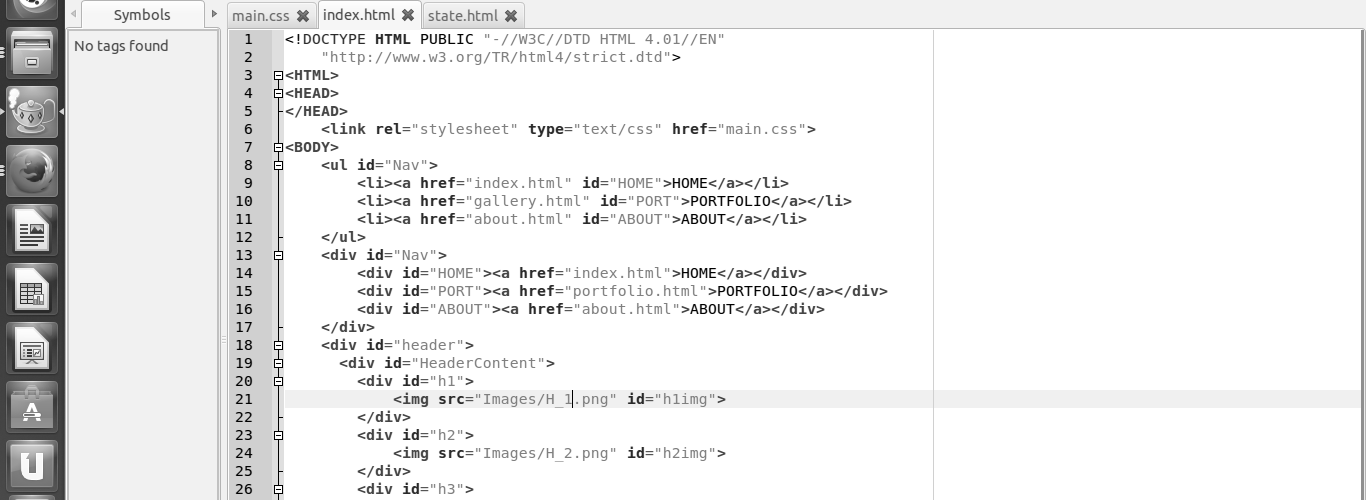 Symbols
main.css
index.html
state.html
No tags found
1 <!DOCTYPE HTML PUBLIC "-//W3C//DTD HTML 4.01//EN"
2 "http://www.w3.org/TR/html4/strict.dtd">
3 <HTML>
4 <HEAD>
5 </HEAD>
6 <link rel="stylesheet" type="text/css" href="main.css">
7 <BODY>
8 <ul id="Nav">
9 <li><a href="index.html" id="HOME">HOME</a></li>
10 <li><a href="gallery.html" id="PORT">PORTFOLIO</a></li>
11 <li><a href="about.html" id="ABOUT">ABOUT</a></li>
12 </ul>
13 <div id="Nav">
14 <div id="HOME"><a href="index.html">HOME</a></div>
15 <div id="PORT"><a href="portfolio.html">PORTFOLIO</a></div>
16 <div id="ABOUT"><a href="about.html">ABOUT</a></div>
17 </div>
18 <div id="header">
19 <div id="HeaderContent">
20 <div id="h1">
21 <img src="Images/H_1.png" id="h1img">
22 </div>
23 <div id="h2">
24 <img src="Images/H_2.png" id="h2img">
25 </div>
26 <div id="h3">